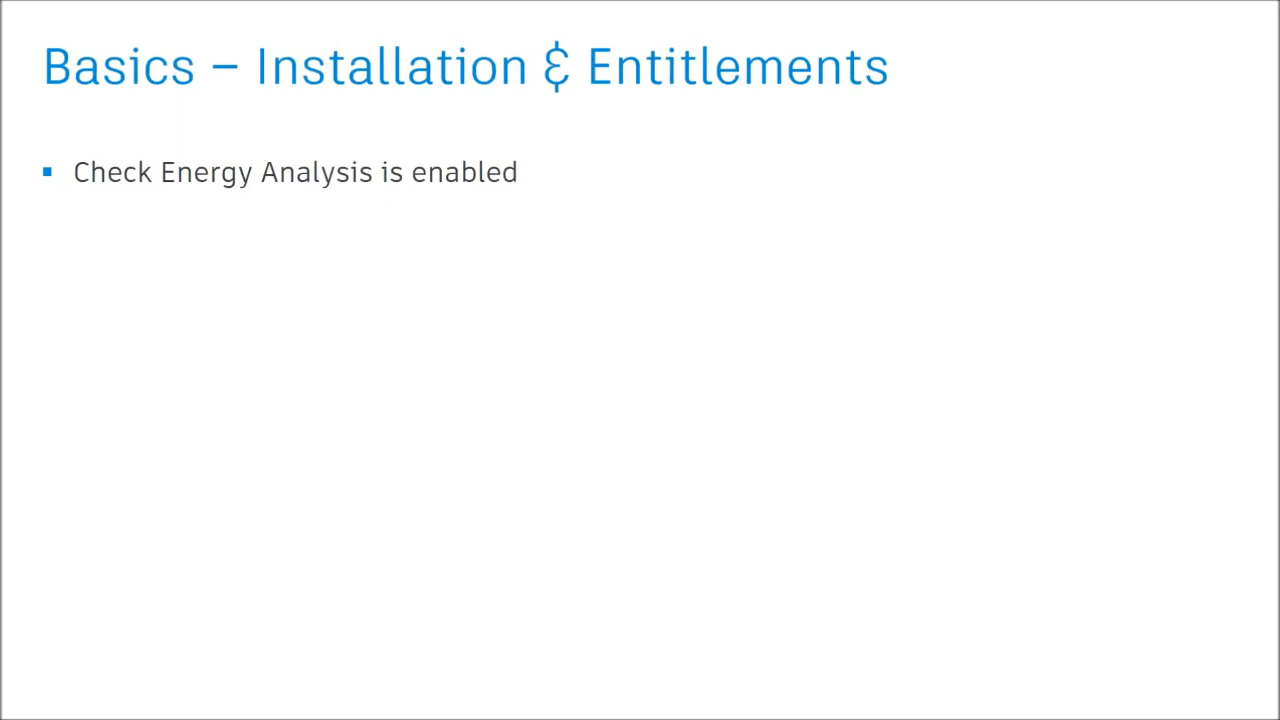 Basics – Installation & Entitlements
▪ Check Energy Analysis is enabled